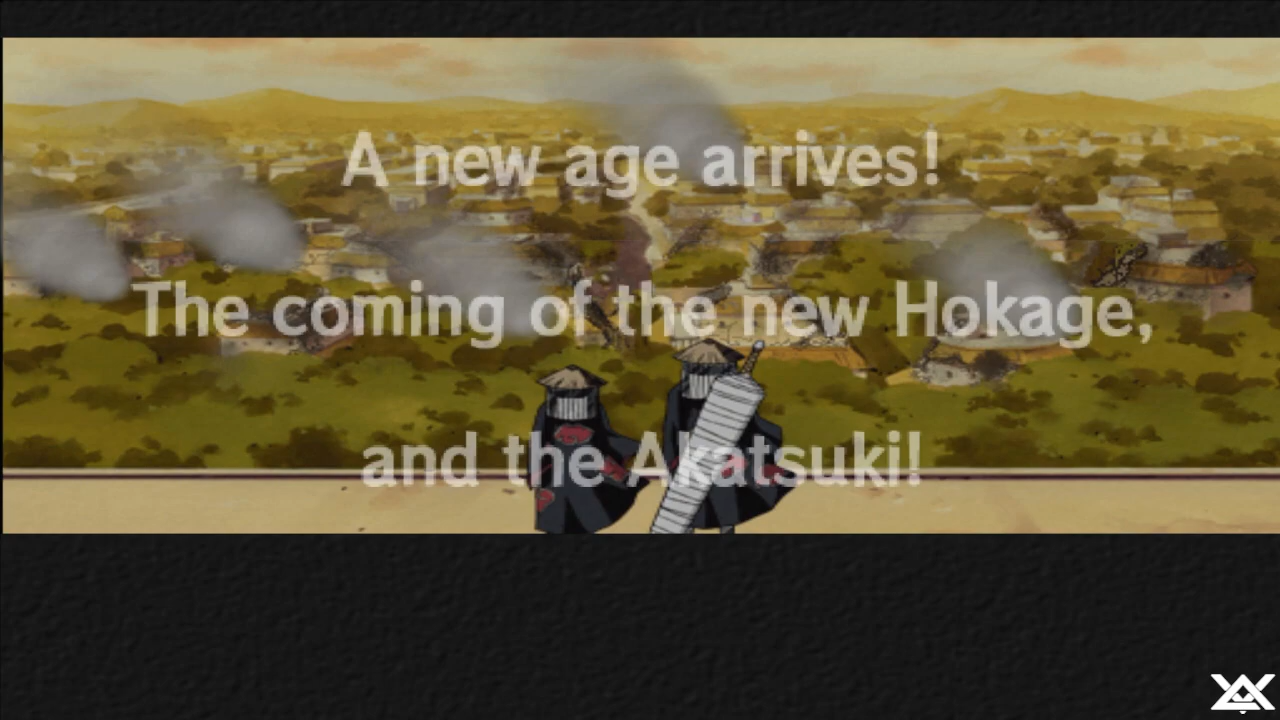 A new age arrives!
The coming of the new Hokage,
and the Akatsuki!